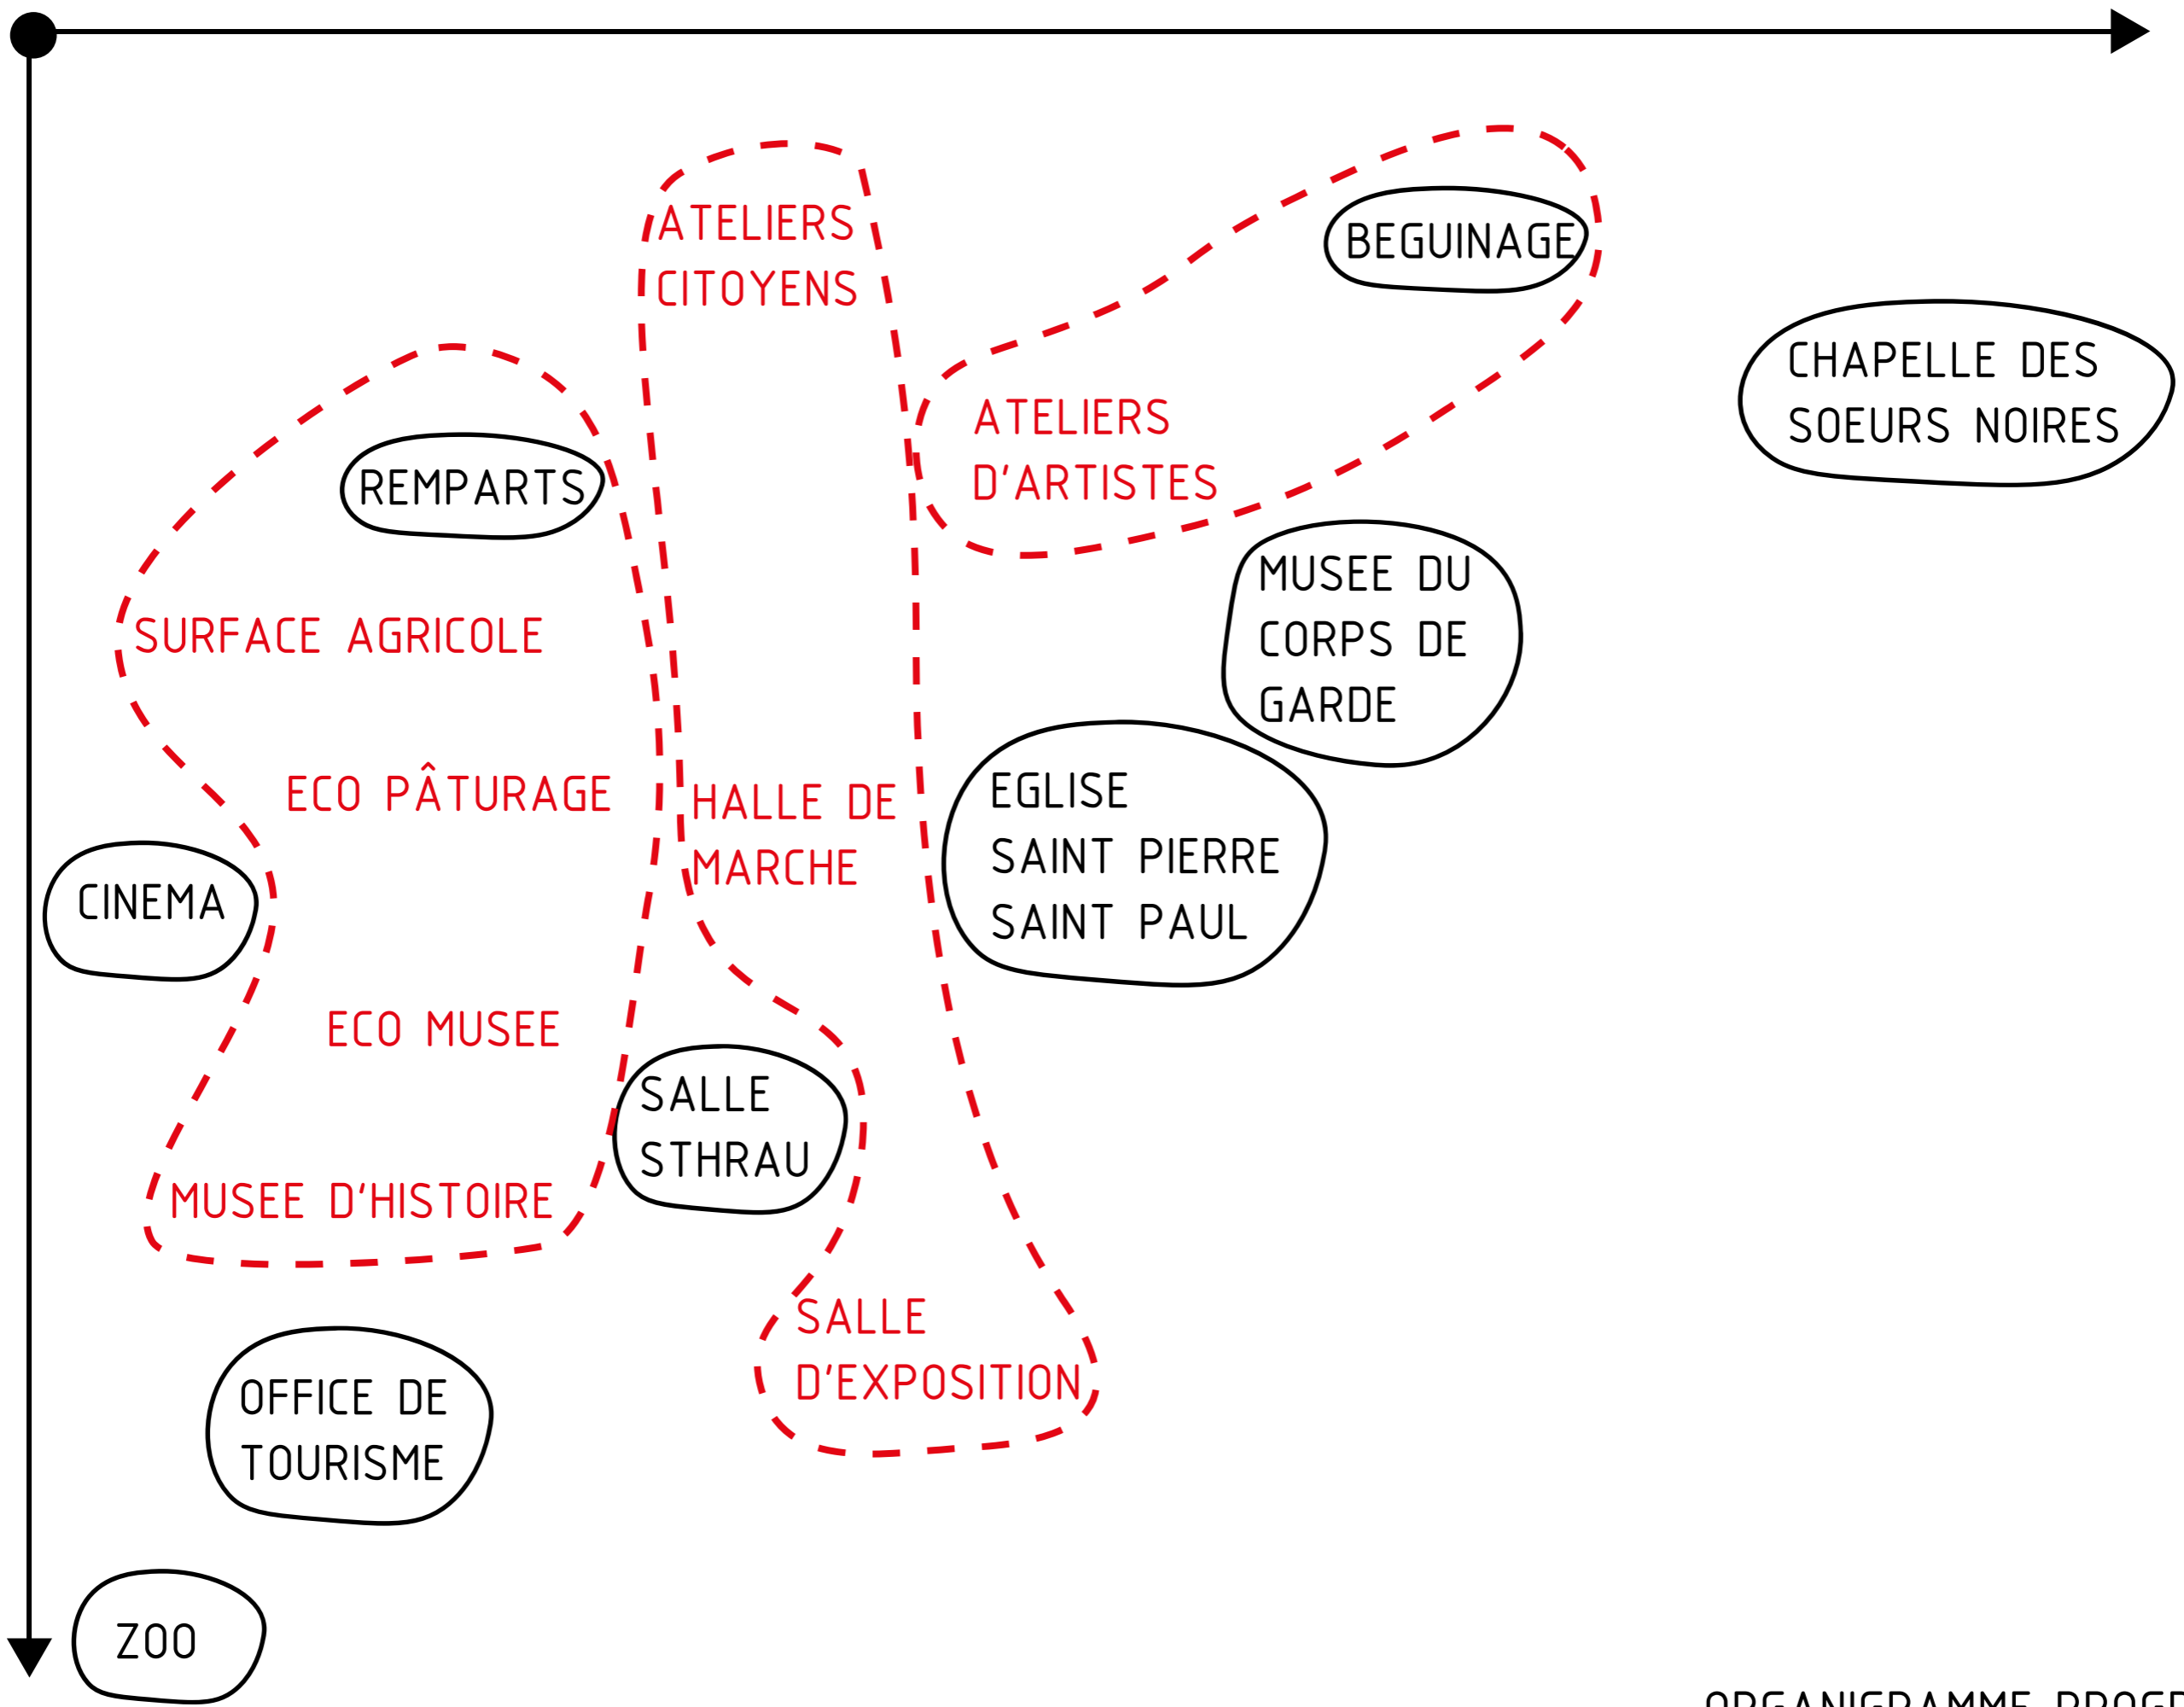 ATELIERS
CITOYENS
BEGUINAGE
CHAPELLE DES
SOEURS NOIRES
ATELIERS
D'ARTISTES
REMPARTS
MUSEE DU
CORPS DE
GARDE
SURFACE AGRICOLE
ECO PÂTURAGE
HALLE DE
MARCHE
EGLISE
SAINT PIERRE
SAINT PAUL
CINEMA
ECO MUSEE
SALLE
STHRAU
MUSEE D'HISTOIRE
SALLE
D'EXPOSITION
OFFICE DE
TOURISME
ZOO
ORGANIGRAMME